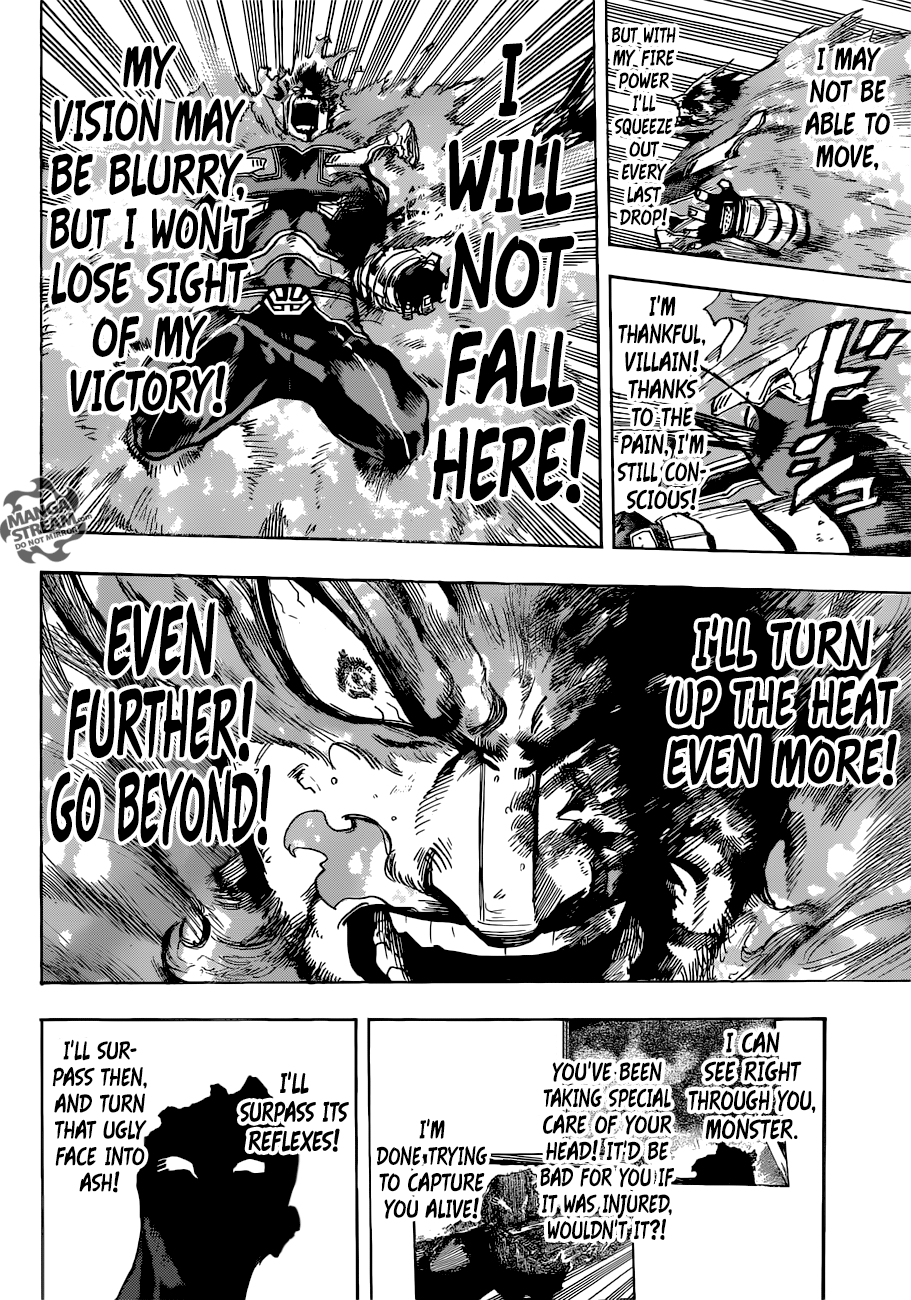 I MAY
NOT BE
ABLE TO
MOVE,
BUT WITH
MY FIRE
POWER
I'LL
SQUEEZE
OUT
EVERY
LAST
DROP!
I'M
THANKFUL,
VILLAIN!
THANKS
TO THE
PAIN, I'M
STILL CON-
SCIOUS!
ドッ
I
WILL
NOT
FALL
HERE!
MY
VISION MAY
BE BLURRY,
BUT I WON'T
LOSE SIGHT
OF MY
VICTORY!
MANGA
STREAM.com
DO NOT MIRROR
I'LL TURN
UP THE HEAT
EVEN MORE!
EVEN
FURTHER!
GO BEYOND!
I CAN
SEE RIGHT
THROUGH YOU,
MONSTER.
YOU'VE BEEN
TAKING SPECIAL
CARE OF YOUR
HEAD! IT'D BE
BAD FOR YOU IF
IT WAS INJURED,
WOULDN'T IT?!
I'M
DONE TRYING
TO CAPTURE
YOU ALIVE!
I'LL
SURPASS ITS
REFLEXES!
I'LL SUR-
PASS THEN,
AND TURN
THAT UGLY
FACE INTO
ASH!